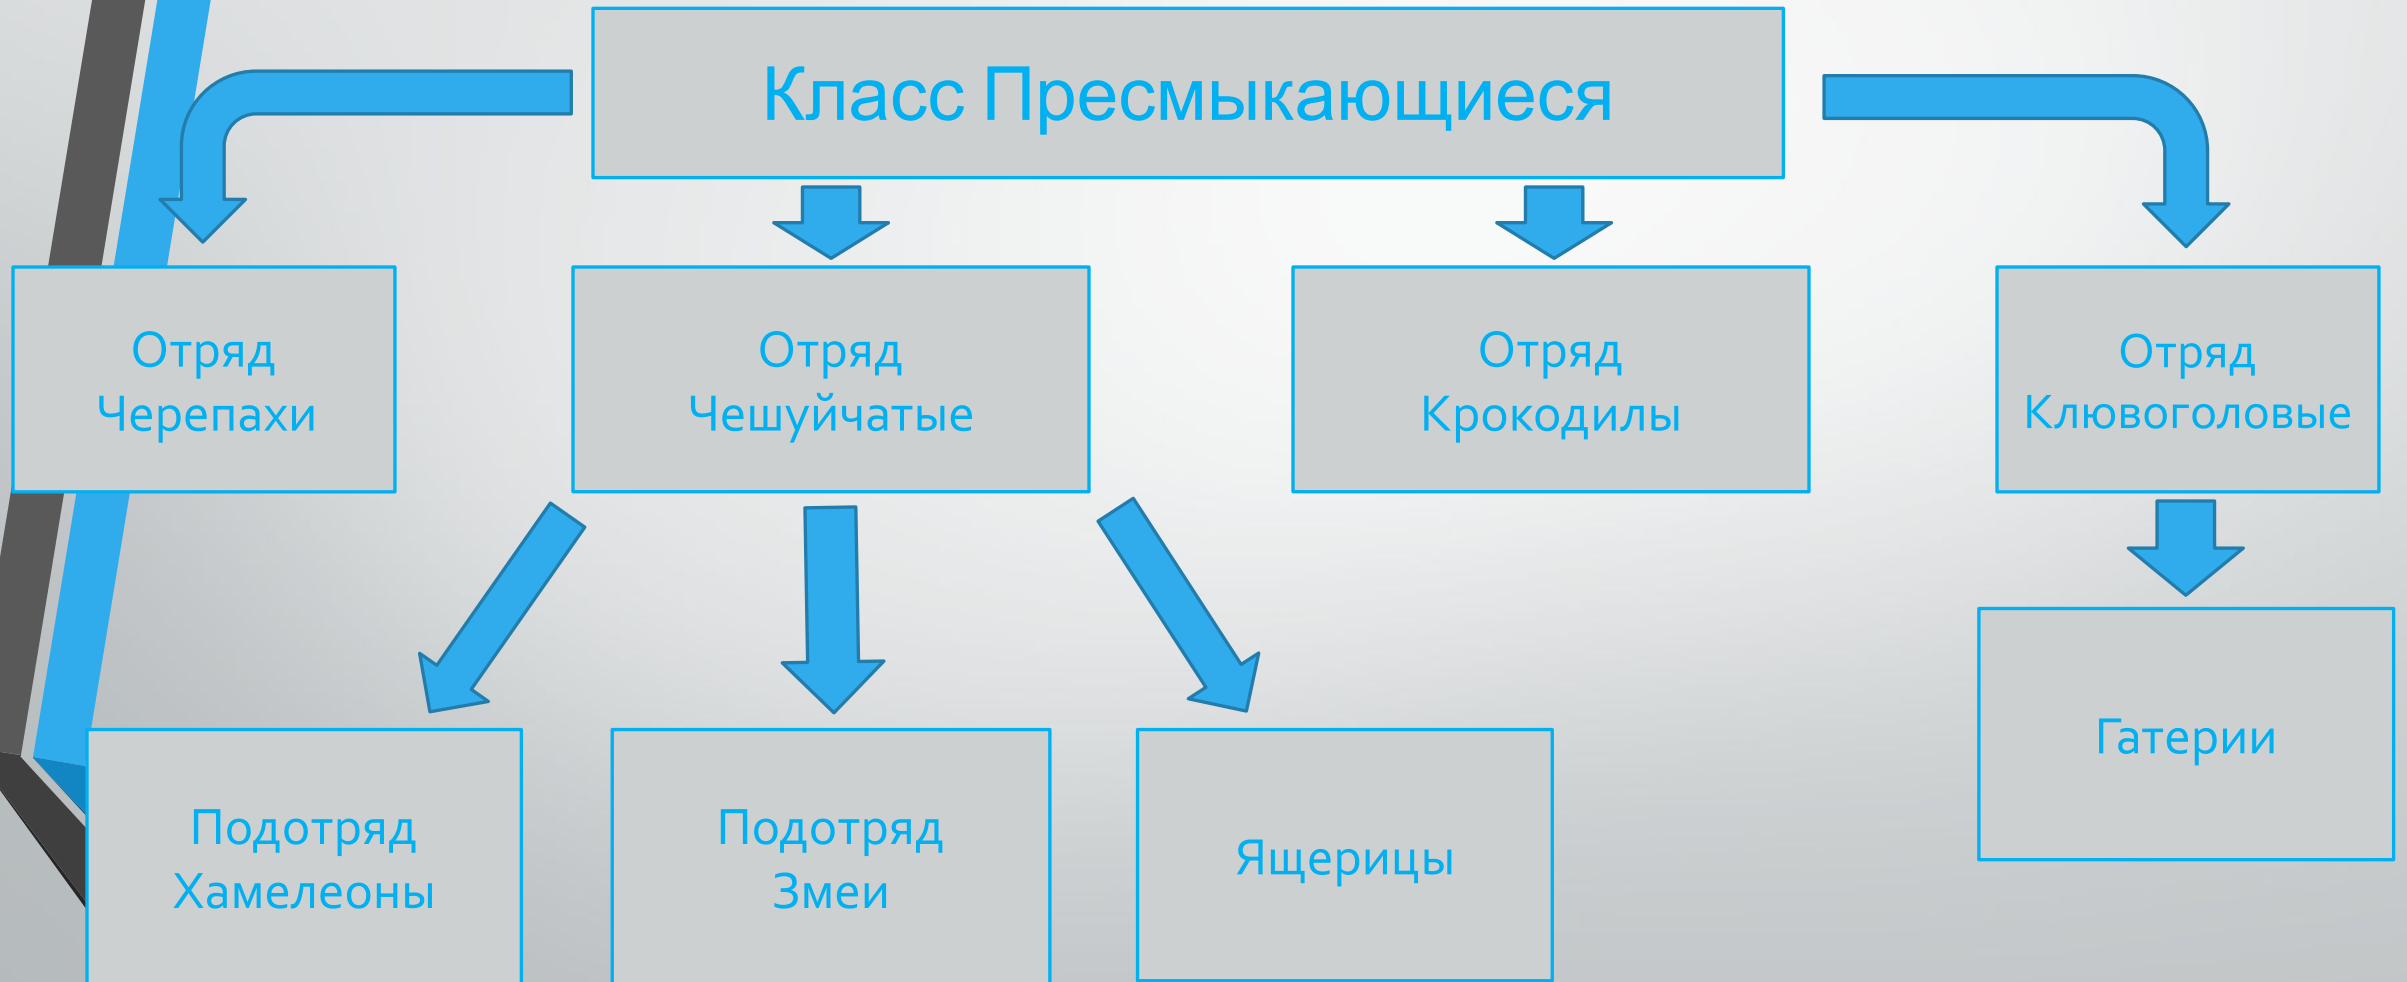 Класс Пресмыкающиеся
Отряд
Черепахи
Отряд
Чешуйчатые
Отряд
Крокодилы
Отряд
Клювоголовые
Подотряд
Хамелеоны
Подотряд
Змеи
Ящерицы
Гатерии